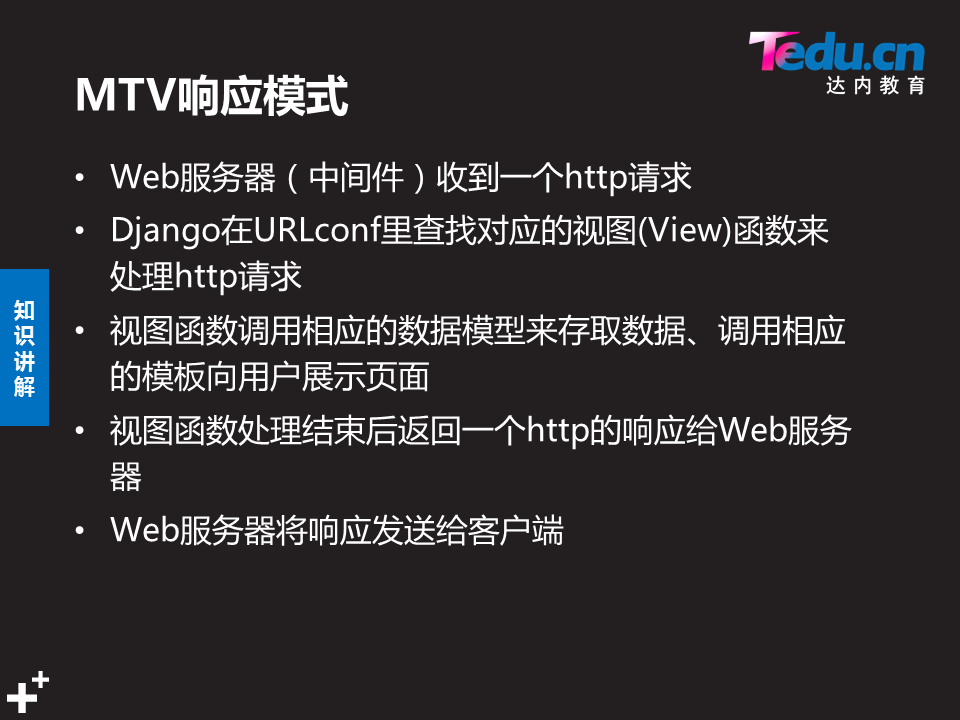 Tedu.cn
达内教育
MTV响应模式
• Web服务器（中间件）收到一个http请求
• Django在URLconf里查找对应的视图(View)函数来
处理http请求
• 视图函数调用相应的数据模型来存取数据、调用相应
的模板向用户展示页面
• 视图函数处理结束后返回一个http的响应给Web服务
器
• Web服务器将响应发送给客户端
知
识
讲
解